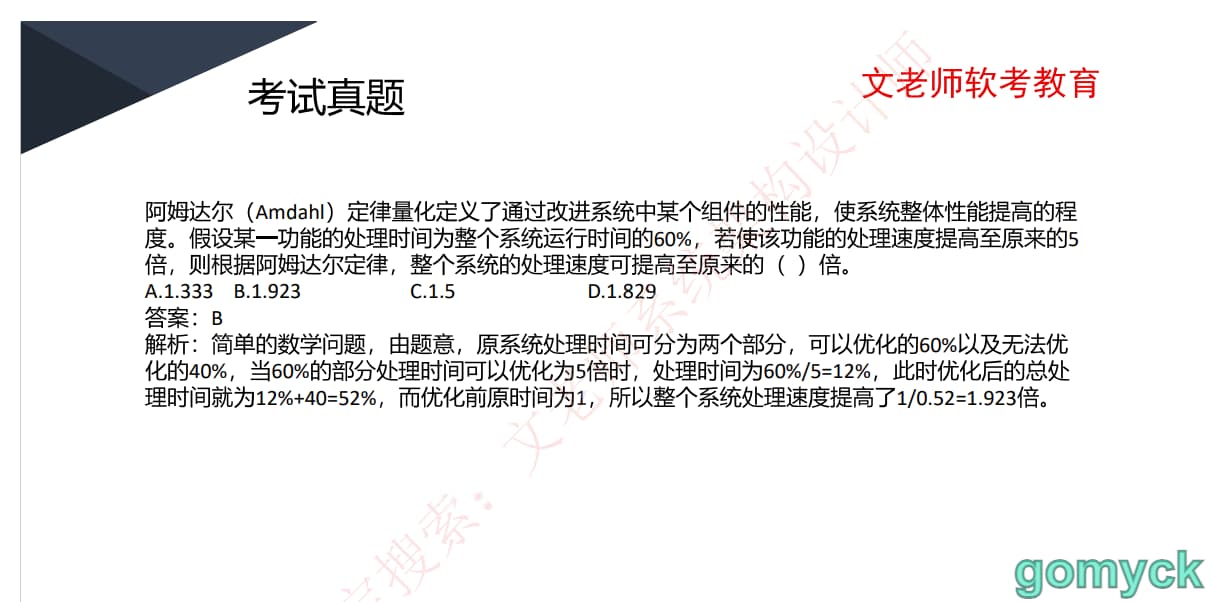 考试真题
文老师软考教育
阿姆达尔（Amdahl）定律量化定义了通过改进系统中某个组件的性能，使系统整体性能提高的程
度。假设某一功能的处理时间为整个系统运行时间的60%，若使该功能的处理速度提高至原来的5
倍，则根据阿姆达尔定律，整个系统的处理速度可提高至原来的（ ）倍。
A.1.333 B.1.923 C.1.5 D.1.829
答案：B
解析：简单的数学问题，由题意，原系统处理时间可分为两个部分，可以优化的60%以及无法优
化的40%，当60%的部分处理时间可以优化为5倍时，处理时间为60%/5=12%，此时优化后的总处
理时间就为12%+40=52%，而优化前原时间为1，所以整个系统处理速度提高了1/0.52=1.923倍。
搜索：文老师系统架构设计师
gomyck